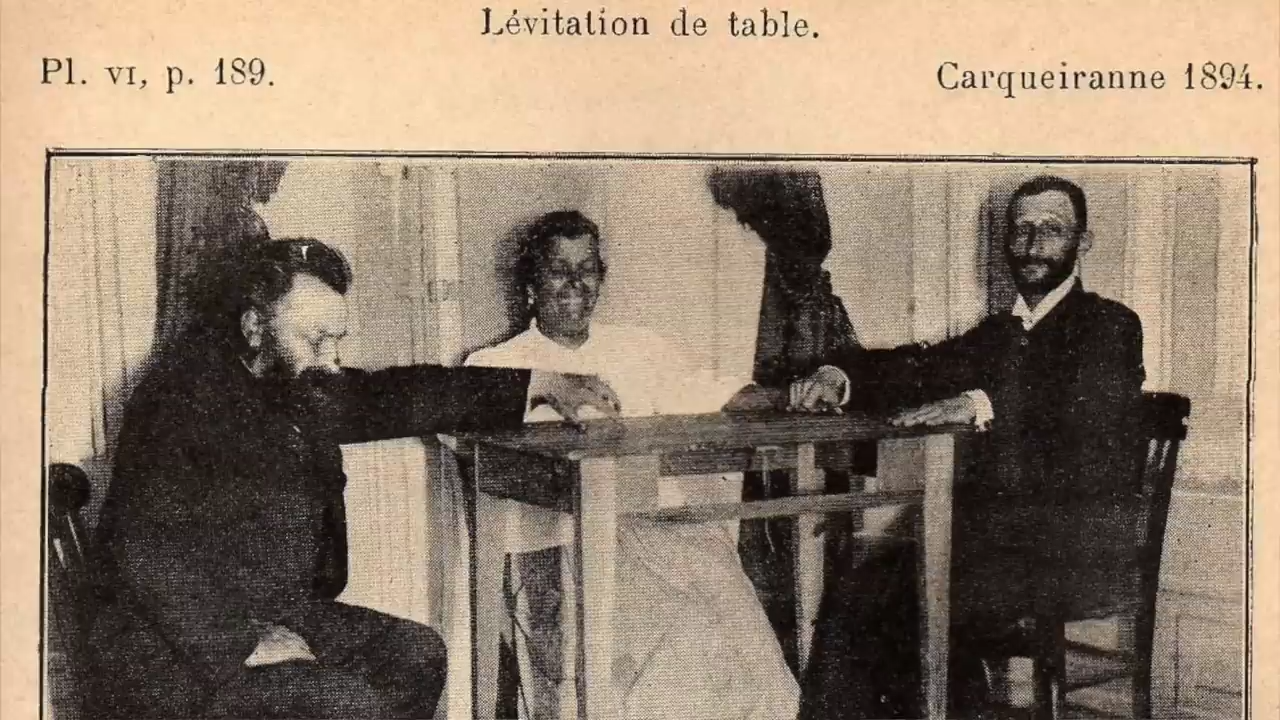 Lévitation de table.
Pl. VI, p. 189.
Carqueiranne 1894.